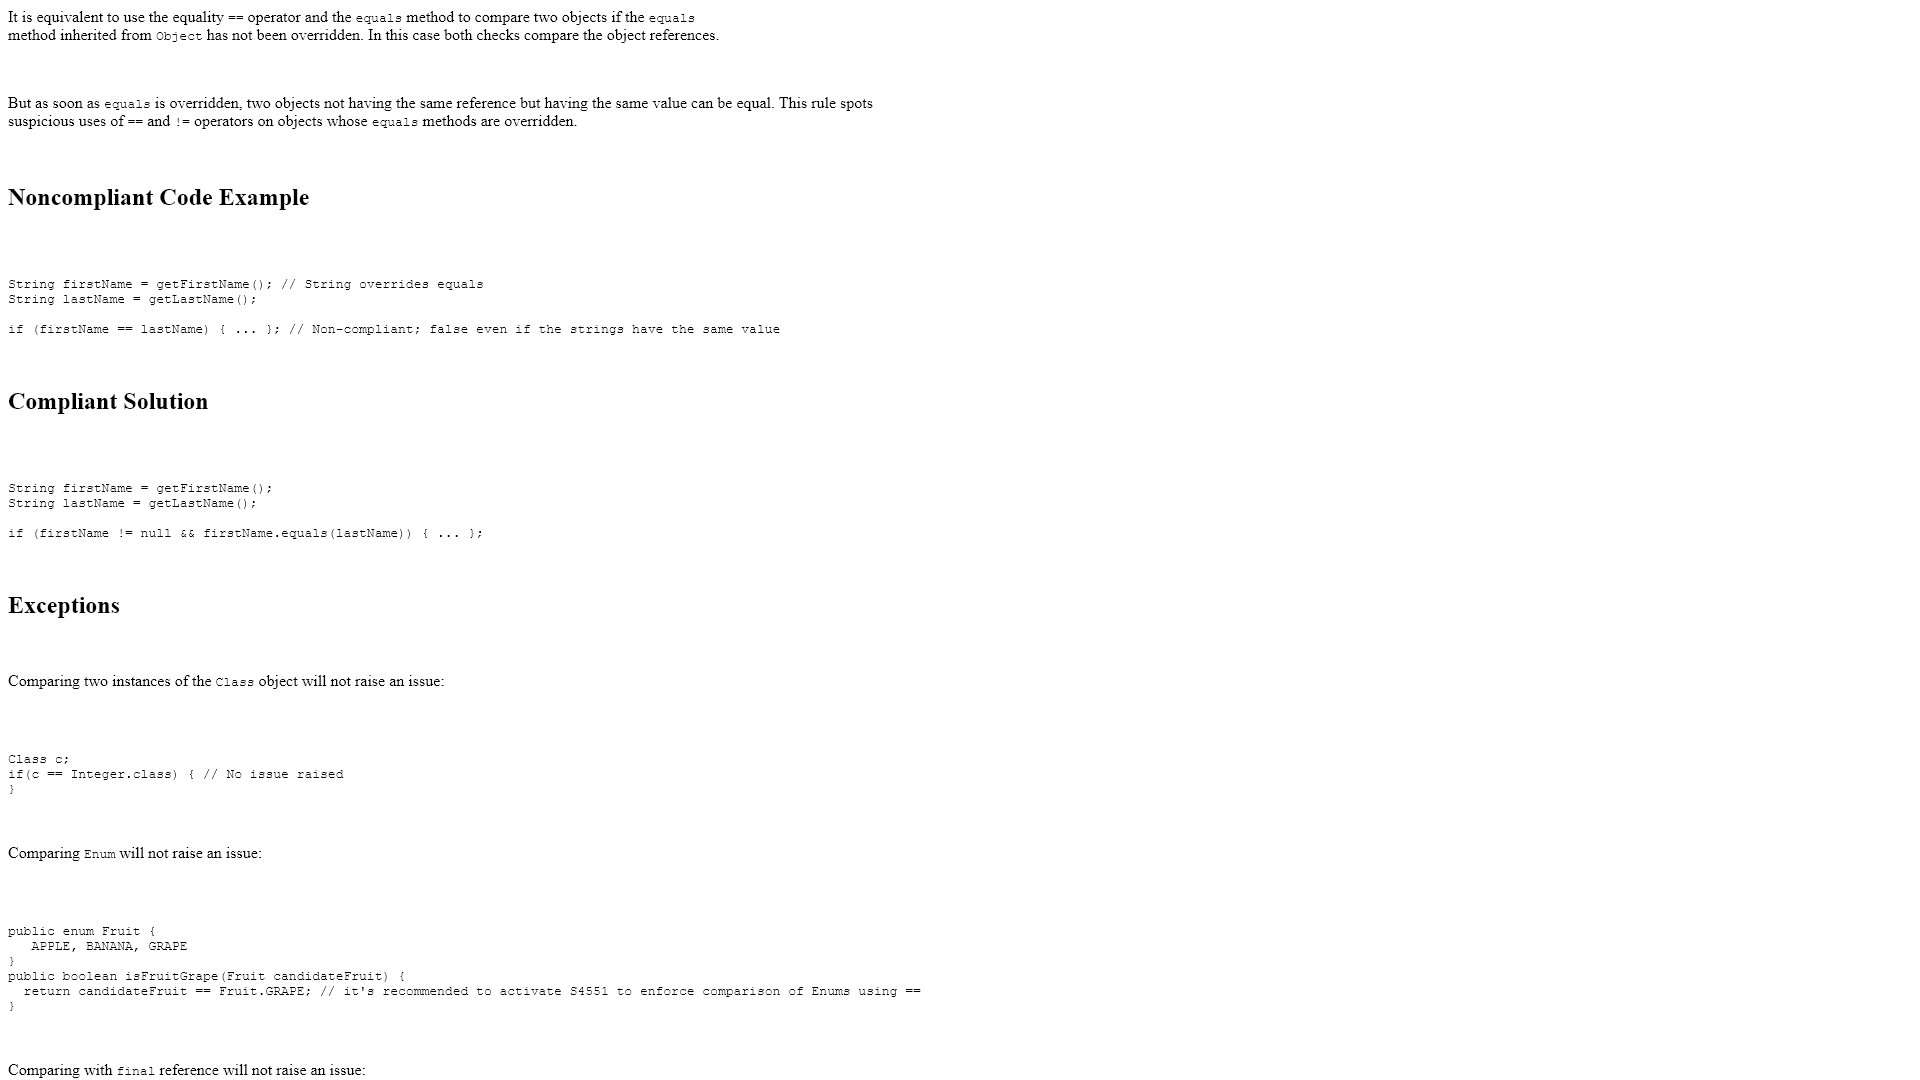 It is equivalent to use the equality == operator and the equals method to compare two objects if the equals
method inherited from Object has not been overridden. In this case both checks compare the object references.
But as soon as equals is overridden, two objects not having the same reference but having the same value can be equal. This rule spots
suspicious uses of == and != operators on objects whose equals methods are overridden.
Noncompliant Code Example
String firstName = getFirstName(); // String overrides equals
String lastName = getLastName();
if (firstName == lastName) { ... }; // Non-compliant; false even if the strings have the same value
Compliant Solution
String firstName = getFirstName();
String lastName = getLastName();
if (firstName != null && firstName.equals(lastName)) { ... };
Exceptions
Comparing two instances of the Class object will not raise an issue:
Class c;
if(c == Integer.class) { // No issue raised
}
Comparing Enum will not raise an issue:
public enum Fruit {
   APPLE, BANANA, GRAPE
}
public boolean isFruitGrape(Fruit candidateFruit) {
  return candidateFruit == Fruit.GRAPE; // it's recommended to activate S4551 to enforce comparison of Enums using ==
}
Comparing with final reference will not raise an issue: